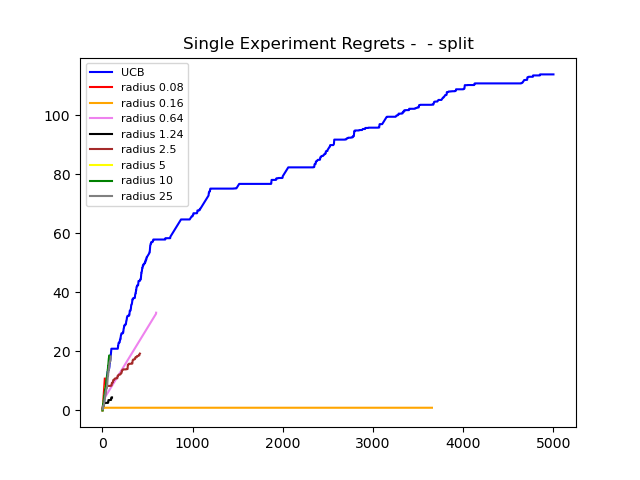 Single Experiment Regrets -  - split
UCB
radius 0.08
radius 0.16
radius 0.64
radius 1.24
radius 2.5
radius 5
radius 10
radius 25
100
80
60
40
20
0
0 1000 2000 3000 4000 5000